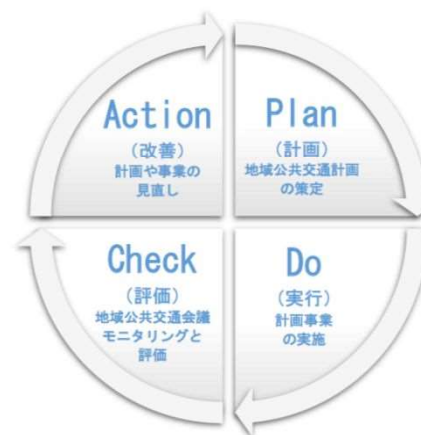 Action
(改善)
計画や事業の
見直し
Plan
(計画)
地域公共交通計画
の策定
Check
(評価)
地域公共交通会議
モニタリングと
評価
Do
(実行)
計画事業
の実施